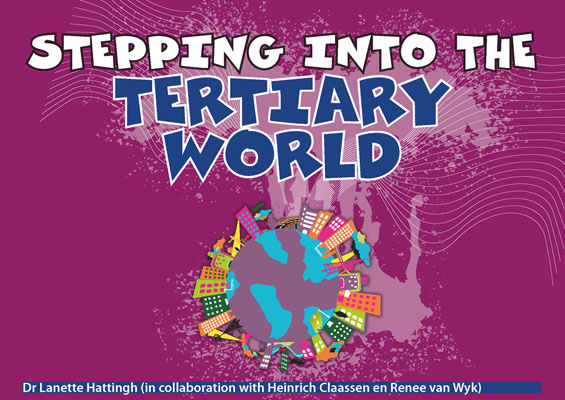 STEPPING INTO THE
TERTIARY
WORLD
Dr Lanette Hattingh (in collaboration with Heinrich Claassen en Renee van Wyk)